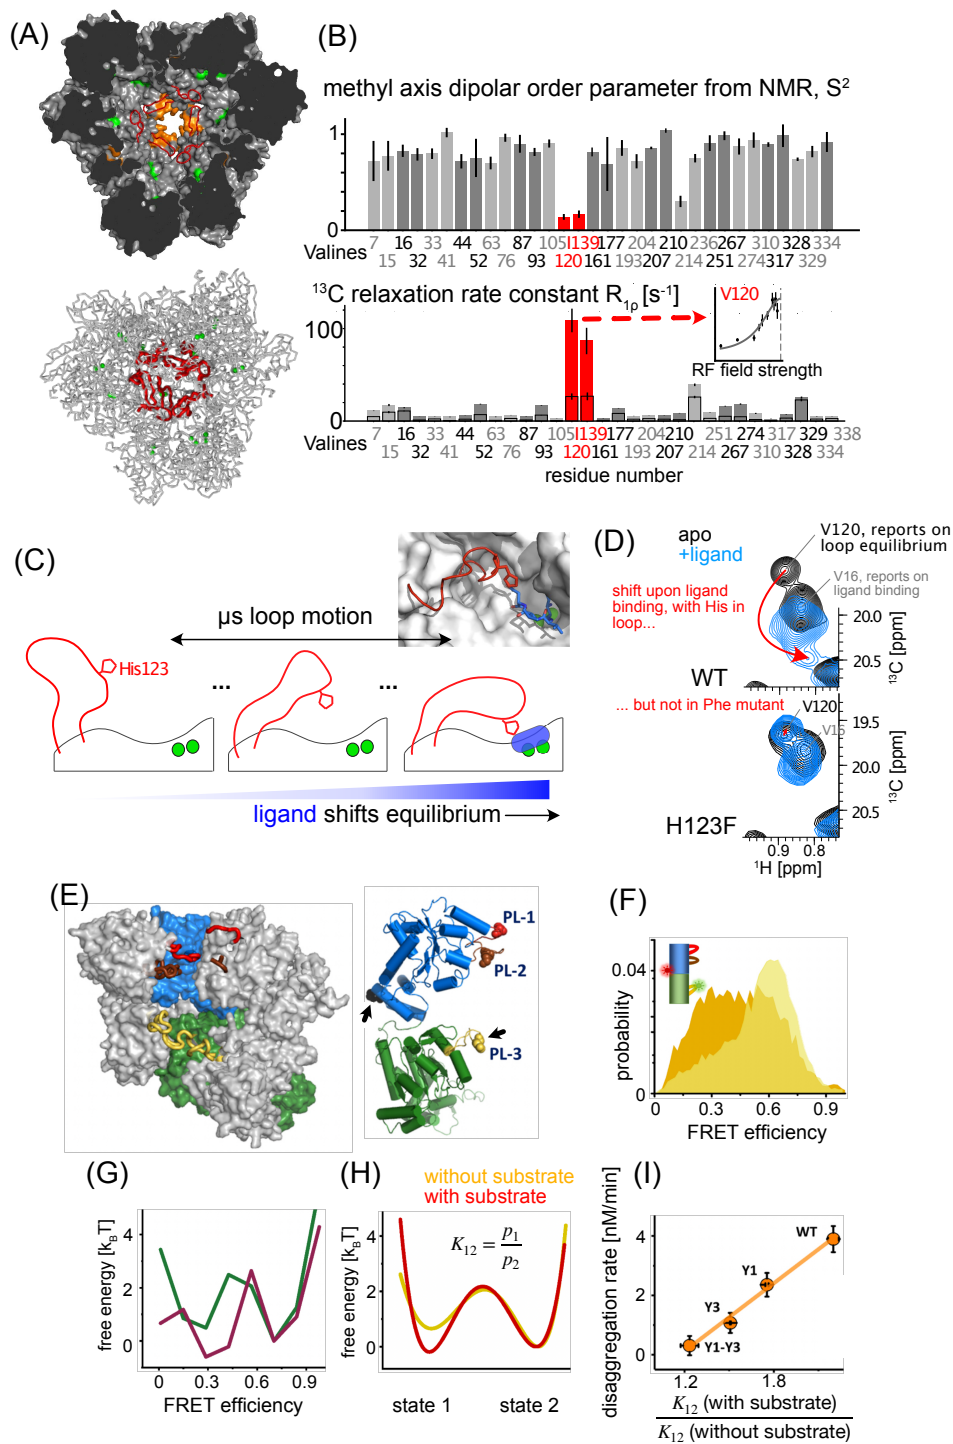 (A)
(B)
methyl axis dipolar order parameter from NMR, S²
1
0
Valines
7 16 33 44 63 87 105 I139 177 204 210 236 267 310 328 334
15 32 41 52 76 93 120 161 193 207 214 251 274 317 329
¹³C relaxation rate constant R₁ρ [s⁻¹]
100
0
V120
RF field strength
Valines
7 16 33 44 63 87 105 I139 177 204 210 251 274 317 329 338
15 32 41 52 76 93 120 161 193 207 214 267 310 328 334
residue number
(C)
µs loop motion
His123
...
...
ligand shifts equilibrium
(D)
apo
+ligand
V120, reports on
loop equilibrium
V16, reports on
ligand binding
shift upon ligand
binding, with His in
loop...
20.0
20.5
¹³C [ppm]
WT
... but not in Phe mutant
V120
V16
19.5
20.0
20.5
¹³C [ppm]
H123F
0.9 0.8
¹H [ppm]
(E)
PL-1
PL-2
PL-3
(F)
0.04
0
probability
0 0.3 0.6 0.9
FRET efficiency
(G)
free energy [k_BT]
4
2
0
0 0.3 0.6 0.9
FRET efficiency
(H)
without substrate
with substrate
K₁₂ = p₁/p₂
free energy [k_BT]
4
2
0
state 1 state 2
(I)
disaggregation rate [nM/min]
4
2
0
WT
Y1
Y3
Y1-Y3
1.2 1.8
K₁₂ (with substrate)
K₁₂ (without substrate)